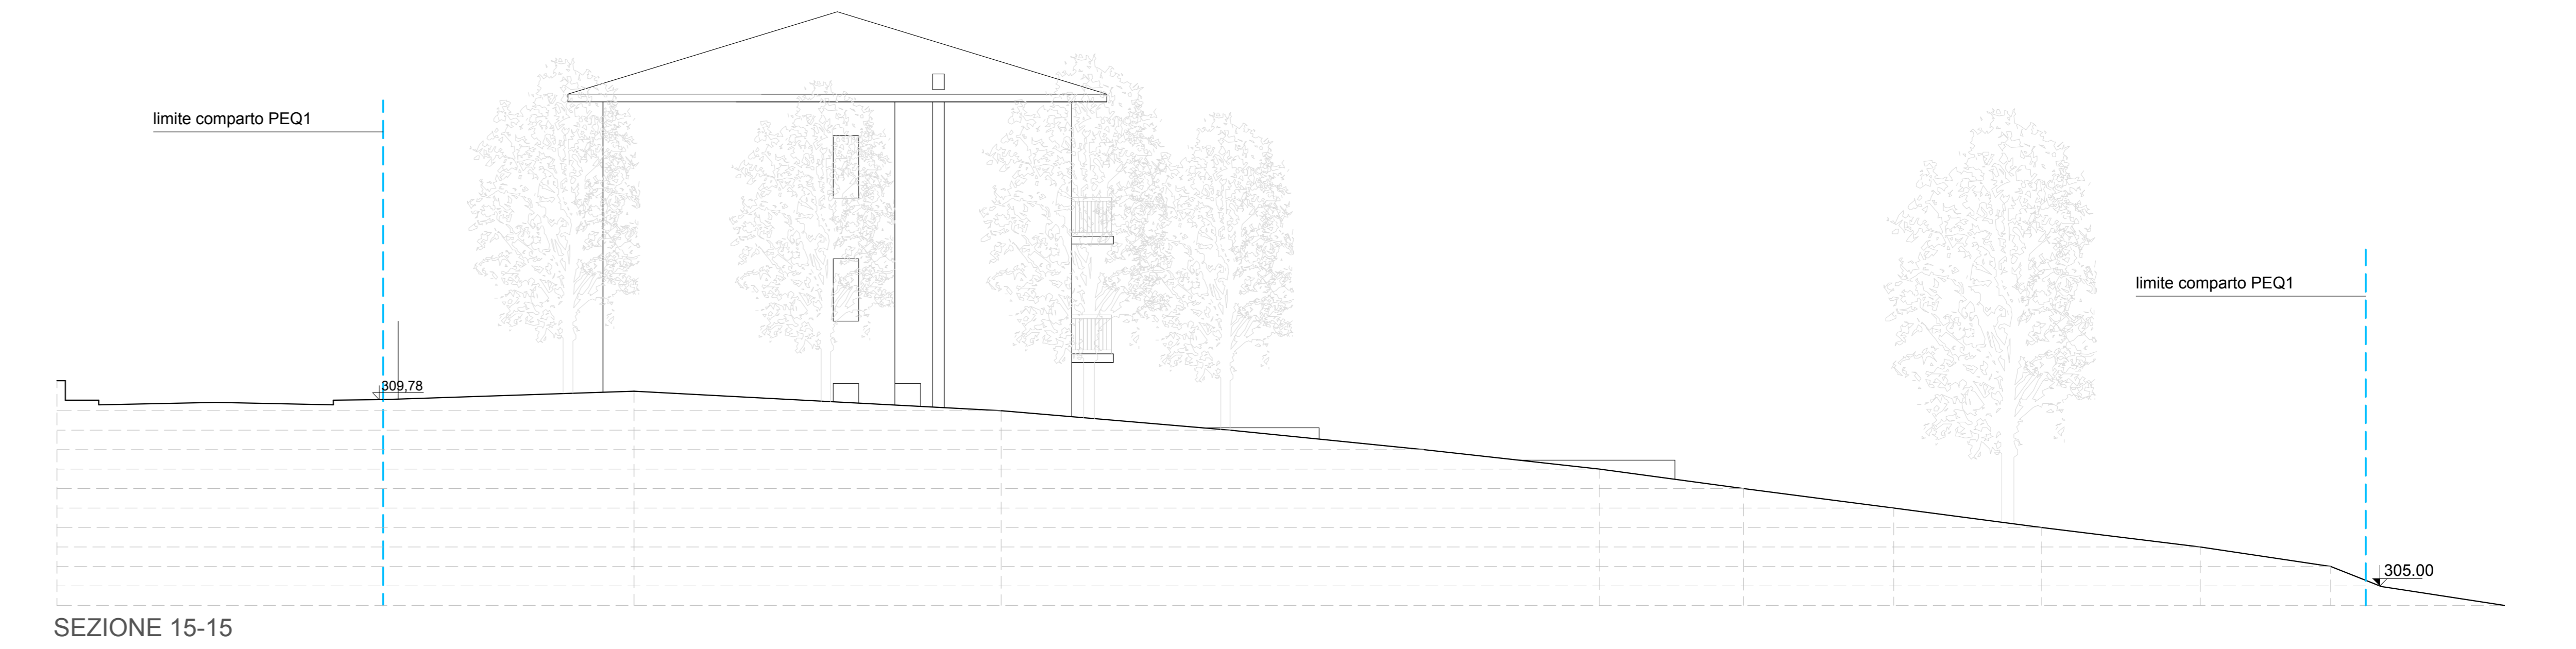 limite comparto PEQ1
limite comparto PEQ1
309,78
305.00
SEZIONE 15-15